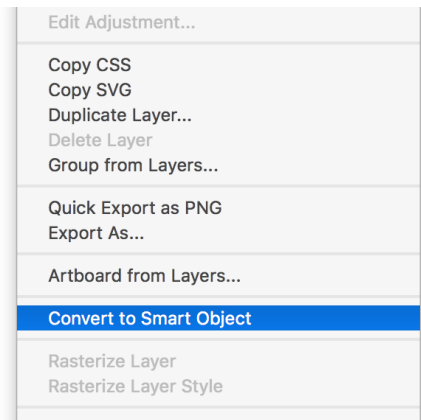 Edit Adjustment...
Copy CSS
Copy SVG
Duplicate Layer...
Delete Layer
Group from Layers...
Quick Export as PNG
Export As...
Artboard from Layers...
Convert to Smart Object
Rasterize Layer
Rasterize Layer Style